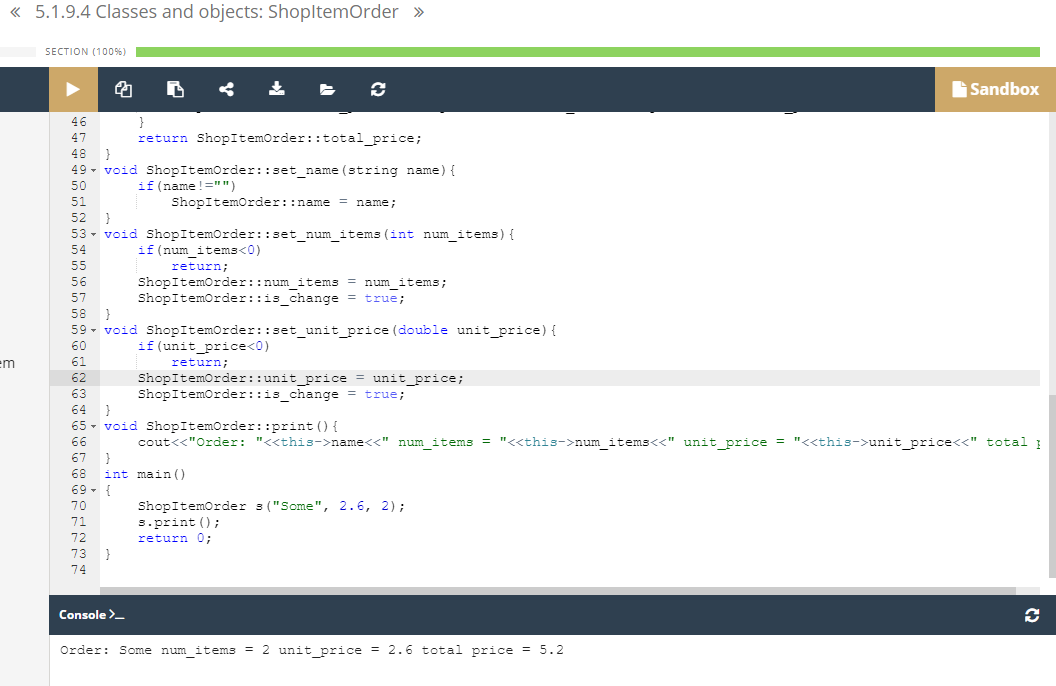 « 5.1.9.4 Classes and objects: ShopItemOrder »
SECTION (100%)
Sandbox
46 }
47 return ShopItemOrder::total_price;
48 }
49 void ShopItemOrder::set_name(string name){
50 if(name!="")
51 ShopItemOrder::name = name;
52 }
53 void ShopItemOrder::set_num_items(int num_items){
54 if(num_items<0)
55 return;
56 ShopItemOrder::num_items = num_items;
57 ShopItemOrder::is_change = true;
58 }
59 void ShopItemOrder::set_unit_price(double unit_price){
60 if(unit_price<0)
61 return;
em
62 ShopItemOrder::unit_price = unit_price;
63 ShopItemOrder::is_change = true;
64 }
65 void ShopItemOrder::print(){
66 cout<<"Order: "<<this->name<<" num_items = "<<this->num_items<<" unit_price = "<<this->unit_price<<" total
67 }
68 int main()
69 {
70 ShopItemOrder s("Some", 2.6, 2);
71 s.print();
72 return 0;
73 }
74
Console >_
Order: Some num_items = 2 unit_price = 2.6 total price = 5.2